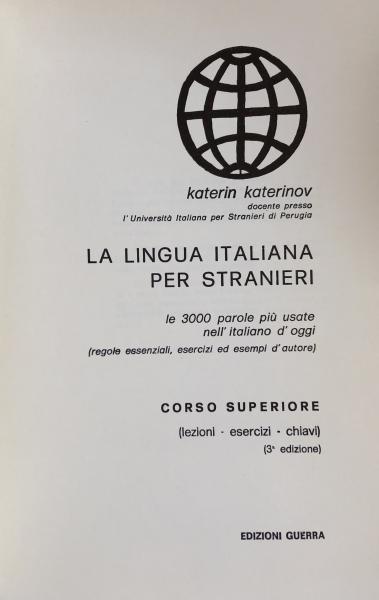 katerin katerinov
docente presso
l'Università Italiana per Stranieri di Perugia
LA LINGUA ITALIANA
PER STRANIERI
le 3000 parole più usate
nell'italiano d'oggi
(regole essenziali, esercizi ed esempi d'autore)
CORSO SUPERIORE
(lezioni - esercizi - chiavi)
(3ª edizione)
EDIZIONI GUERRA